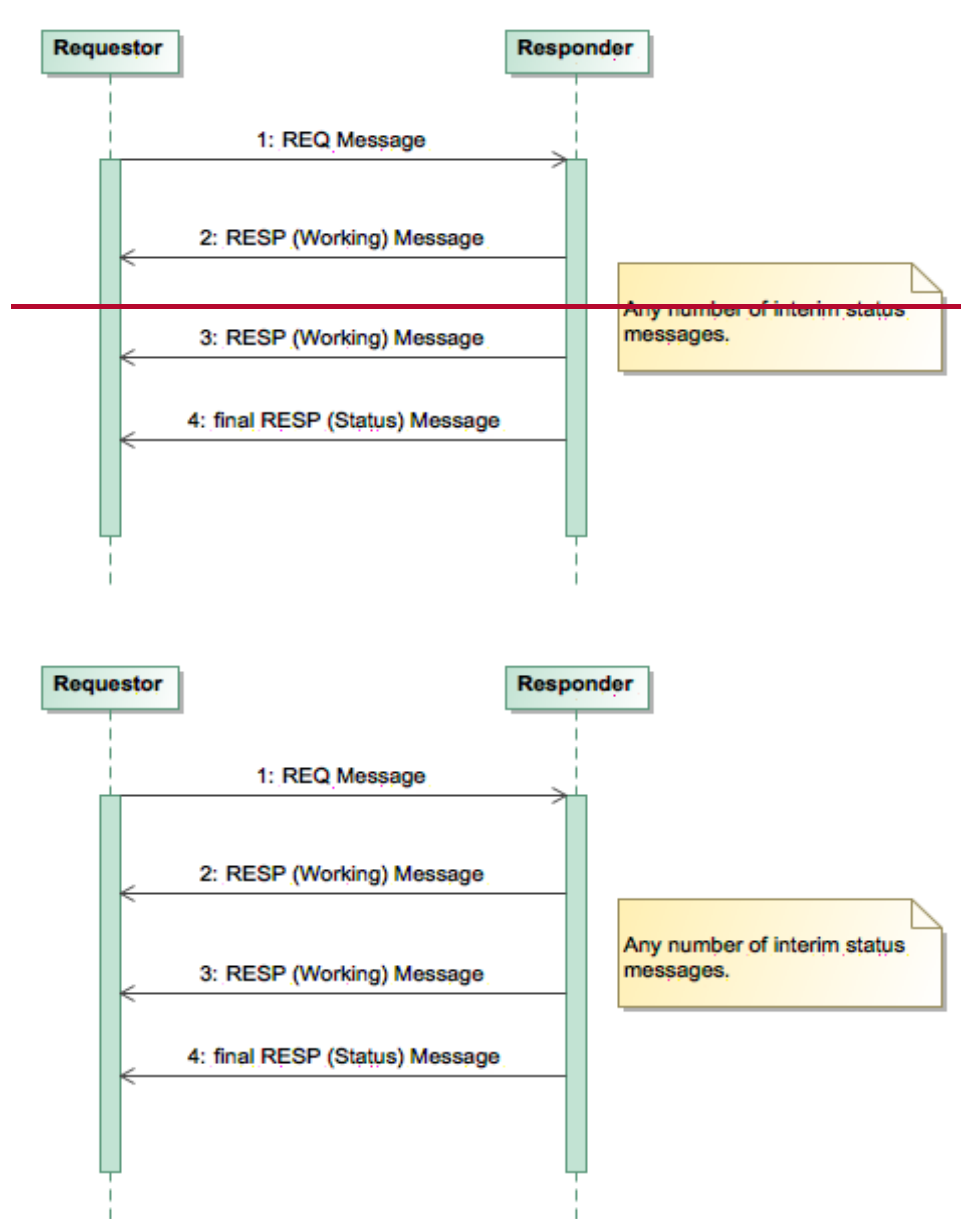 Requestor
Responder
1: REQ Message
2: RESP (Working) Message
Any number of interim status
messages.
3: RESP (Working) Message
4: final RESP (Status) Message
Requestor
Responder
1: REQ Message
2: RESP (Working) Message
Any number of interim status
messages.
3: RESP (Working) Message
4: final RESP (Status) Message